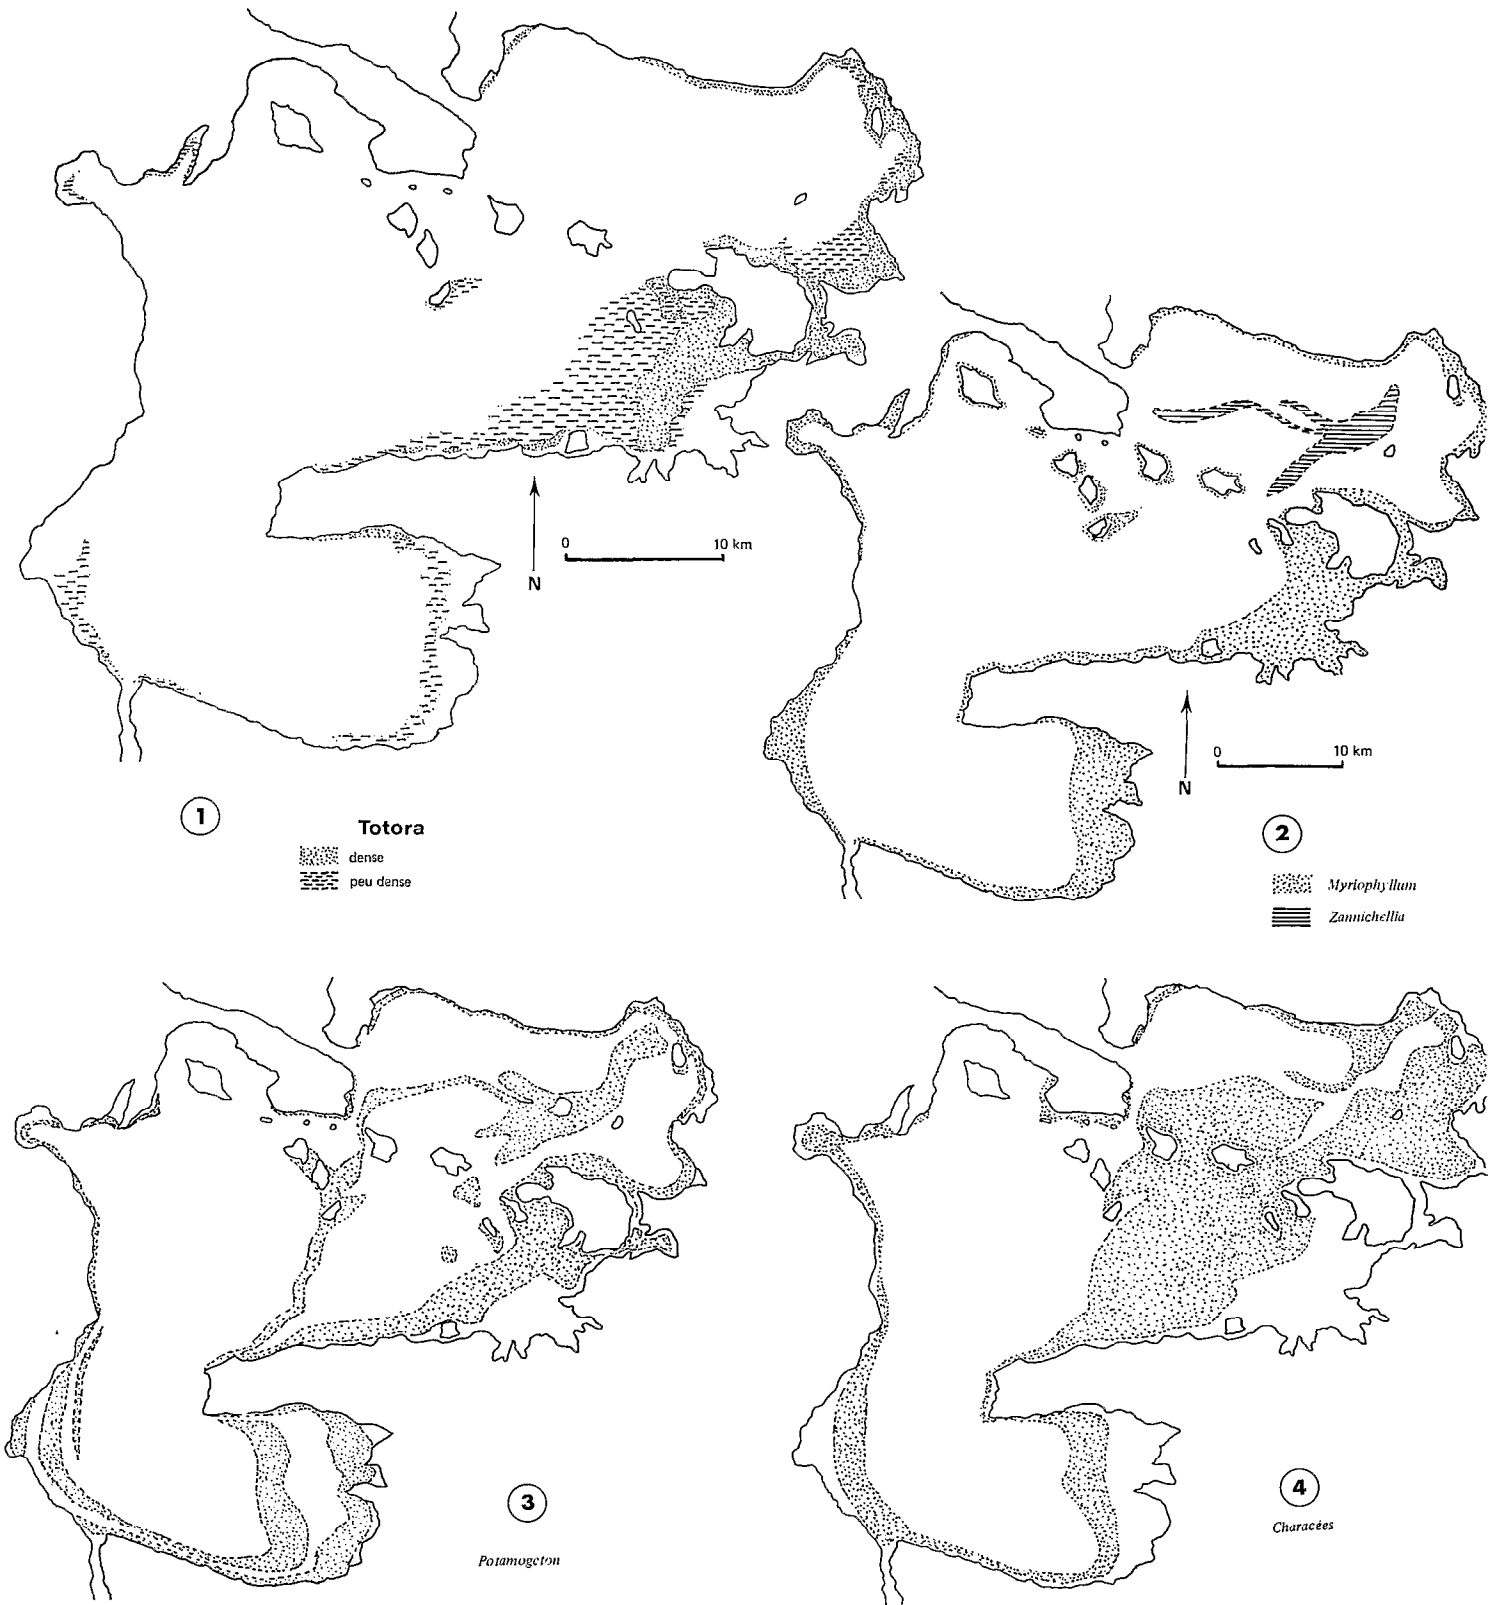 0 10 km
N
1
Totora
dense
peu dense
0 10 km
N
2
Myriophyllum
Zannichellia
3
Potamogeton
4
Characées